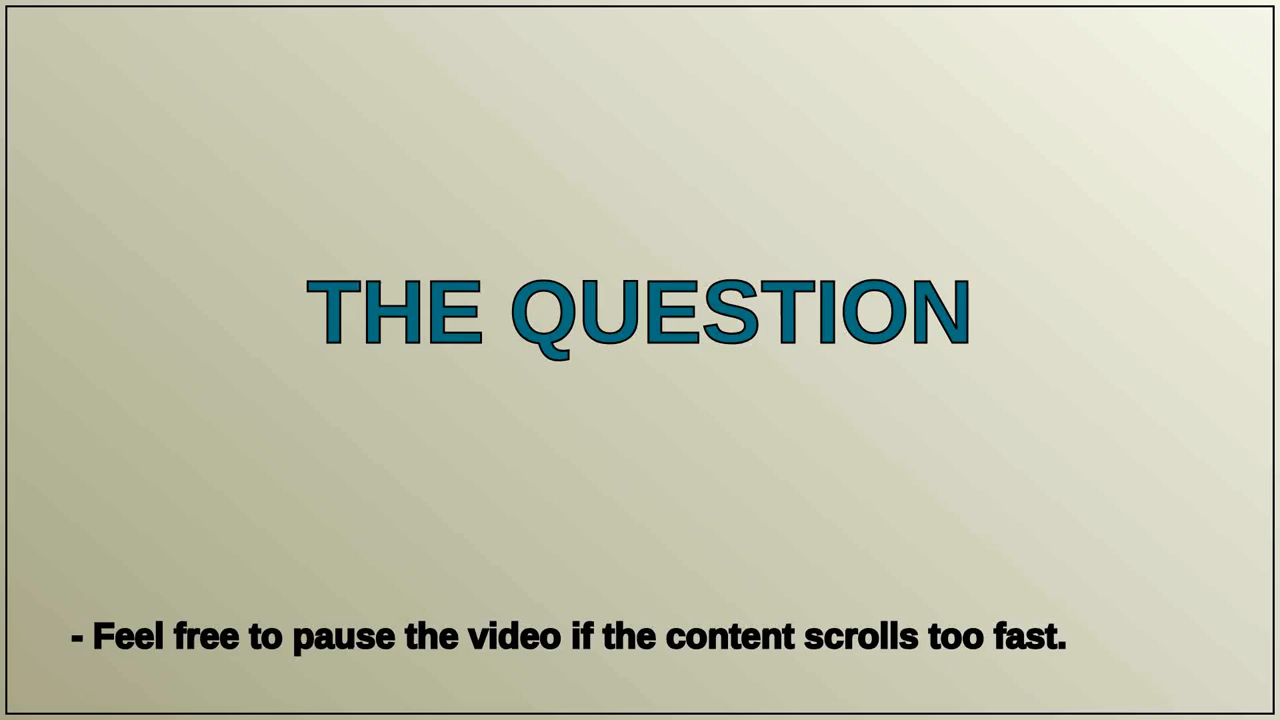 THE QUESTION
- Feel free to pause the video if the content scrolls too fast.